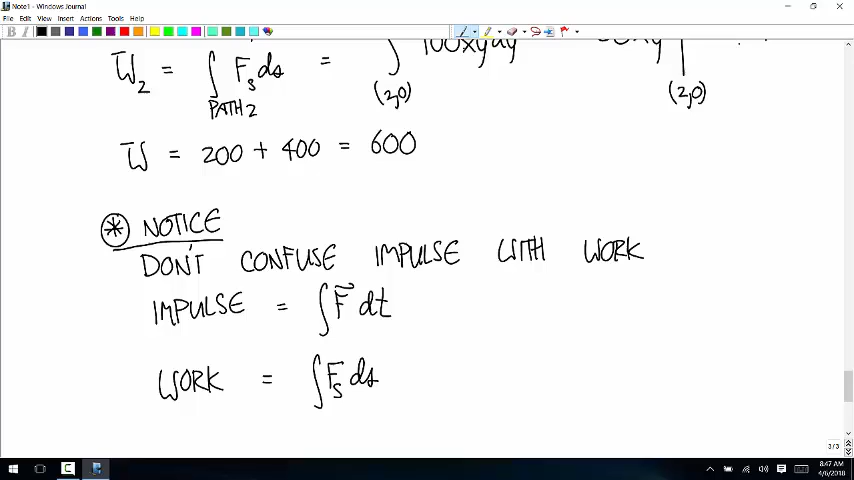 Note1 - Windows Journal
File Edit View Insert Actions Tools Help
B I
W₂ = ∫ Fₛ ds = ∫ 100xy dy
PATH 2 (2,0) (2,0)
W = 200 + 400 = 600
* NOTICE
DON'T CONFUSE IMPULSE WITH WORK
IMPULSE = ∫F⃗ dt
WORK = ∫Fₛ ds
3/3
8:47 AM
4/6/2018